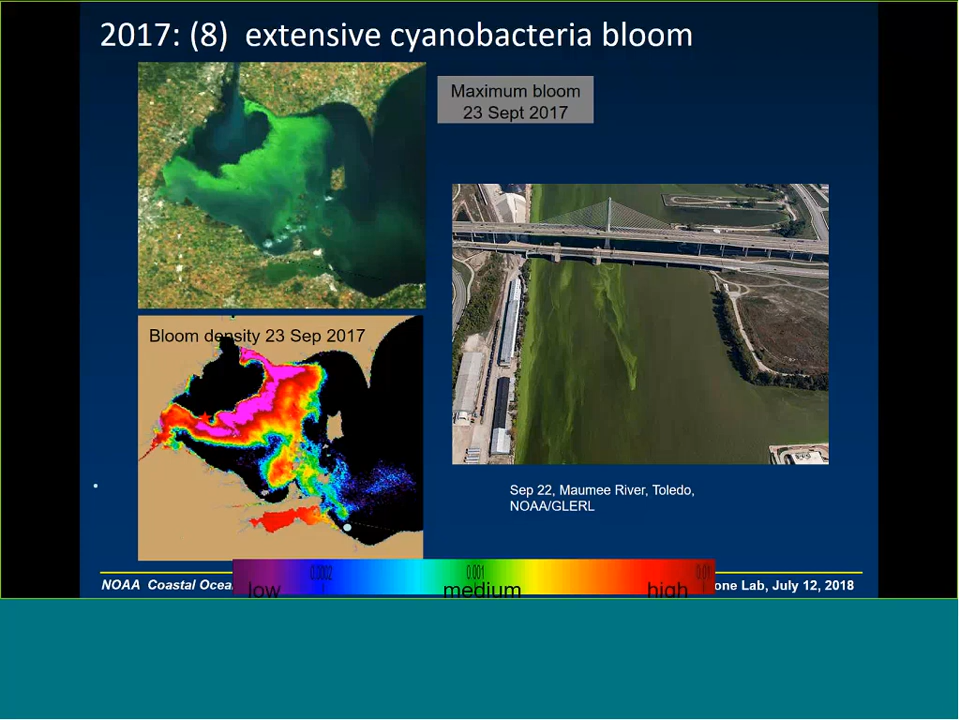 2017: (8) extensive cyanobacteria bloom
Maximum bloom
23 Sept 2017
Bloom density 23 Sep 2017
Sep 22, Maumee River, Toledo,
NOAA/GLERL
0.0002 0.001 0.01
low medium high
NOAA Coastal Ocea
one Lab, July 12, 2018